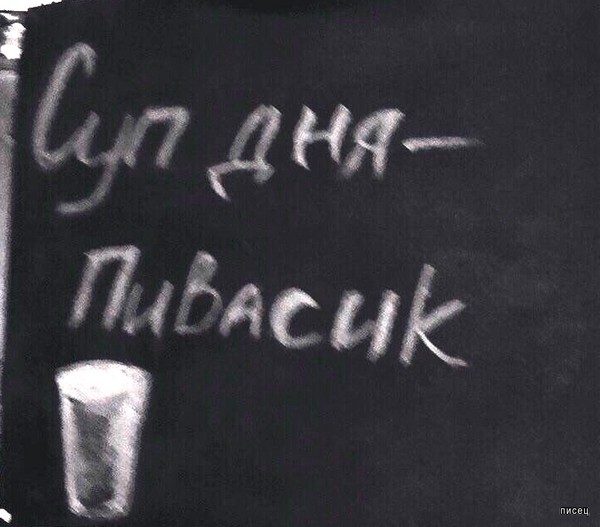 Суп дня —
Пивасик
писец